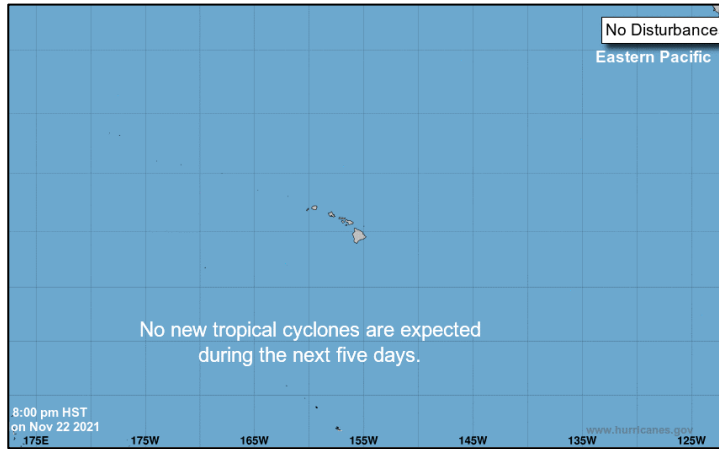 No Disturbance
Eastern Pacific
No new tropical cyclones are expected
during the next five days.
8:00 pm HST
on Nov 22 2021
www.hurricanes.gov
175E 175W 165W 155W 145W 135W 125W